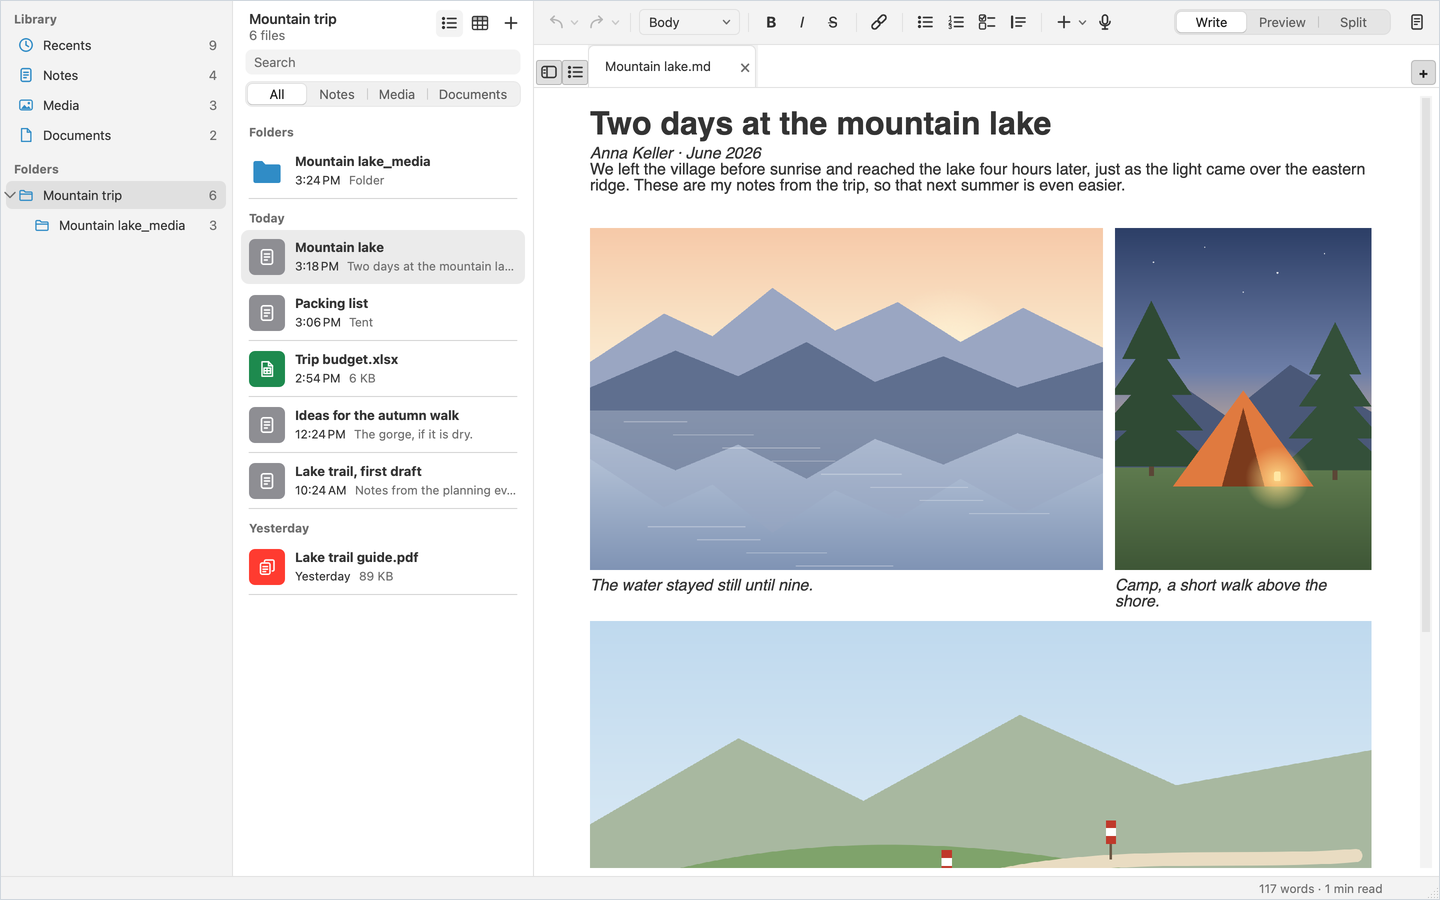 Library
Recents 9
Notes 4
Media 3
Documents 2
Folders
Mountain trip 6
Mountain lake_media 3
Mountain trip
6 files
Search
All Notes Media Documents
Folders
Mountain lake_media
3:24 PM Folder
Today
Mountain lake
3:18 PM Two days at the mountain la...
Packing list
3:06 PM Tent
Trip budget.xlsx
2:54 PM 6 KB
Ideas for the autumn walk
12:24 PM The gorge, if it is dry.
Lake trail, first draft
10:24 AM Notes from the planning ev...
Yesterday
Lake trail guide.pdf
Yesterday 89 KB
Body B I S Write Preview Split
Mountain lake.md
Two days at the mountain lake
Anna Keller · June 2026
We left the village before sunrise and reached the lake four hours later, just as the light came over the eastern
ridge. These are my notes from the trip, so that next summer is even easier.
The water stayed still until nine.
Camp, a short walk above the
shore.
117 words · 1 min read